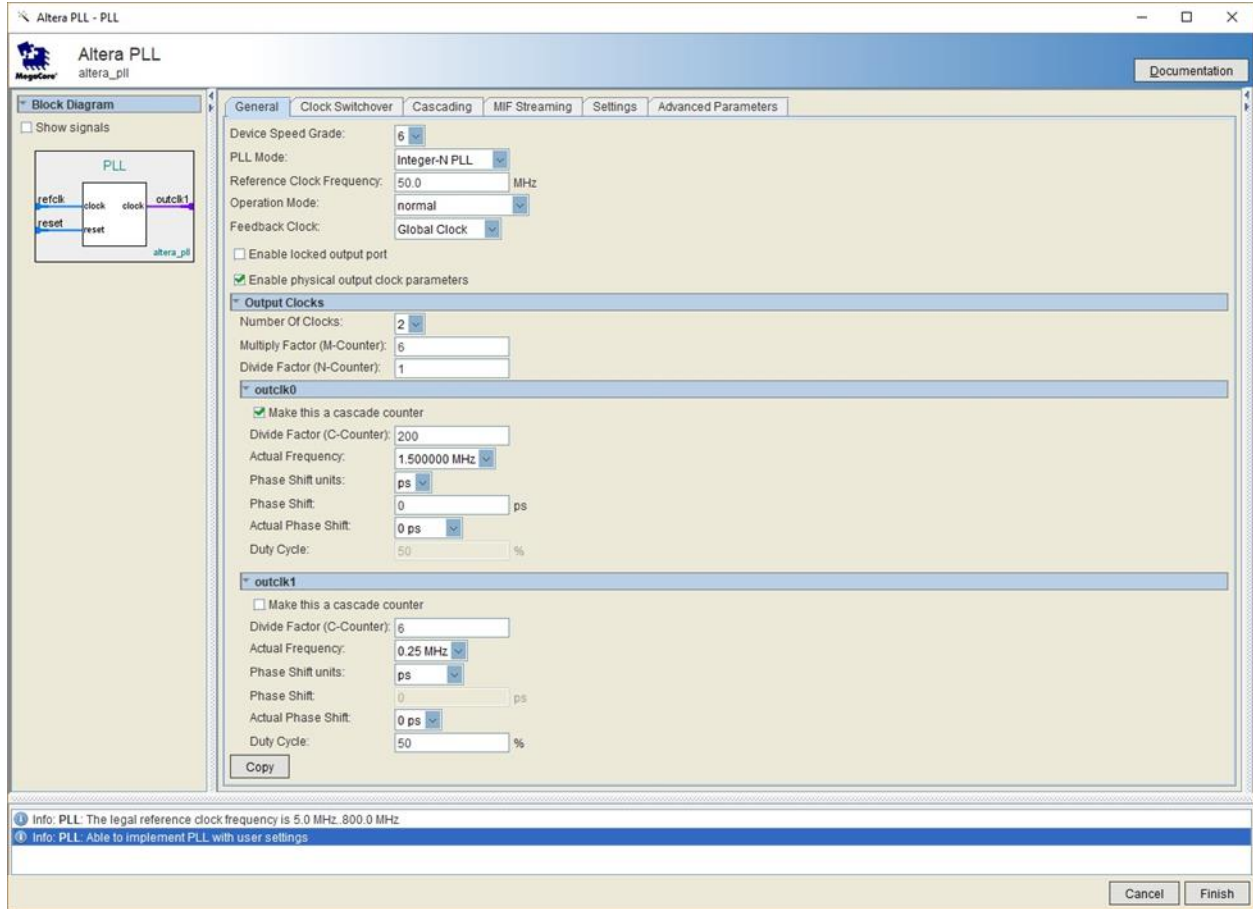 Altera PLL - PLL
Altera PLL
altera_pll
MegaCore'
Documentation
Block Diagram
Show signals
PLL
refclk
clock
clock
outclk1
reset
reset
altera_pll
General
Clock Switchover
Cascading
MIF Streaming
Settings
Advanced Parameters
Device Speed Grade:
6
PLL Mode:
Integer-N PLL
Reference Clock Frequency:
50.0
MHz
Operation Mode:
normal
Feedback Clock:
Global Clock
Enable locked output port
Enable physical output clock parameters
Output Clocks
Number Of Clocks:
2
Multiply Factor (M-Counter):
6
Divide Factor (N-Counter):
1
outclk0
Make this a cascade counter
Divide Factor (C-Counter):
200
Actual Frequency:
1.500000 MHz
Phase Shift units:
ps
Phase Shift:
0
ps
Actual Phase Shift:
0 ps
Duty Cycle:
50
%
outclk1
Make this a cascade counter
Divide Factor (C-Counter):
6
Actual Frequency:
0.25 MHz
Phase Shift units:
ps
Phase Shift:
0
ps
Actual Phase Shift:
0 ps
Duty Cycle:
50
%
Copy
Info: PLL: The legal reference clock frequency is 5.0 MHz..800.0 MHz
Info: PLL: Able to implement PLL with user settings
Cancel
Finish